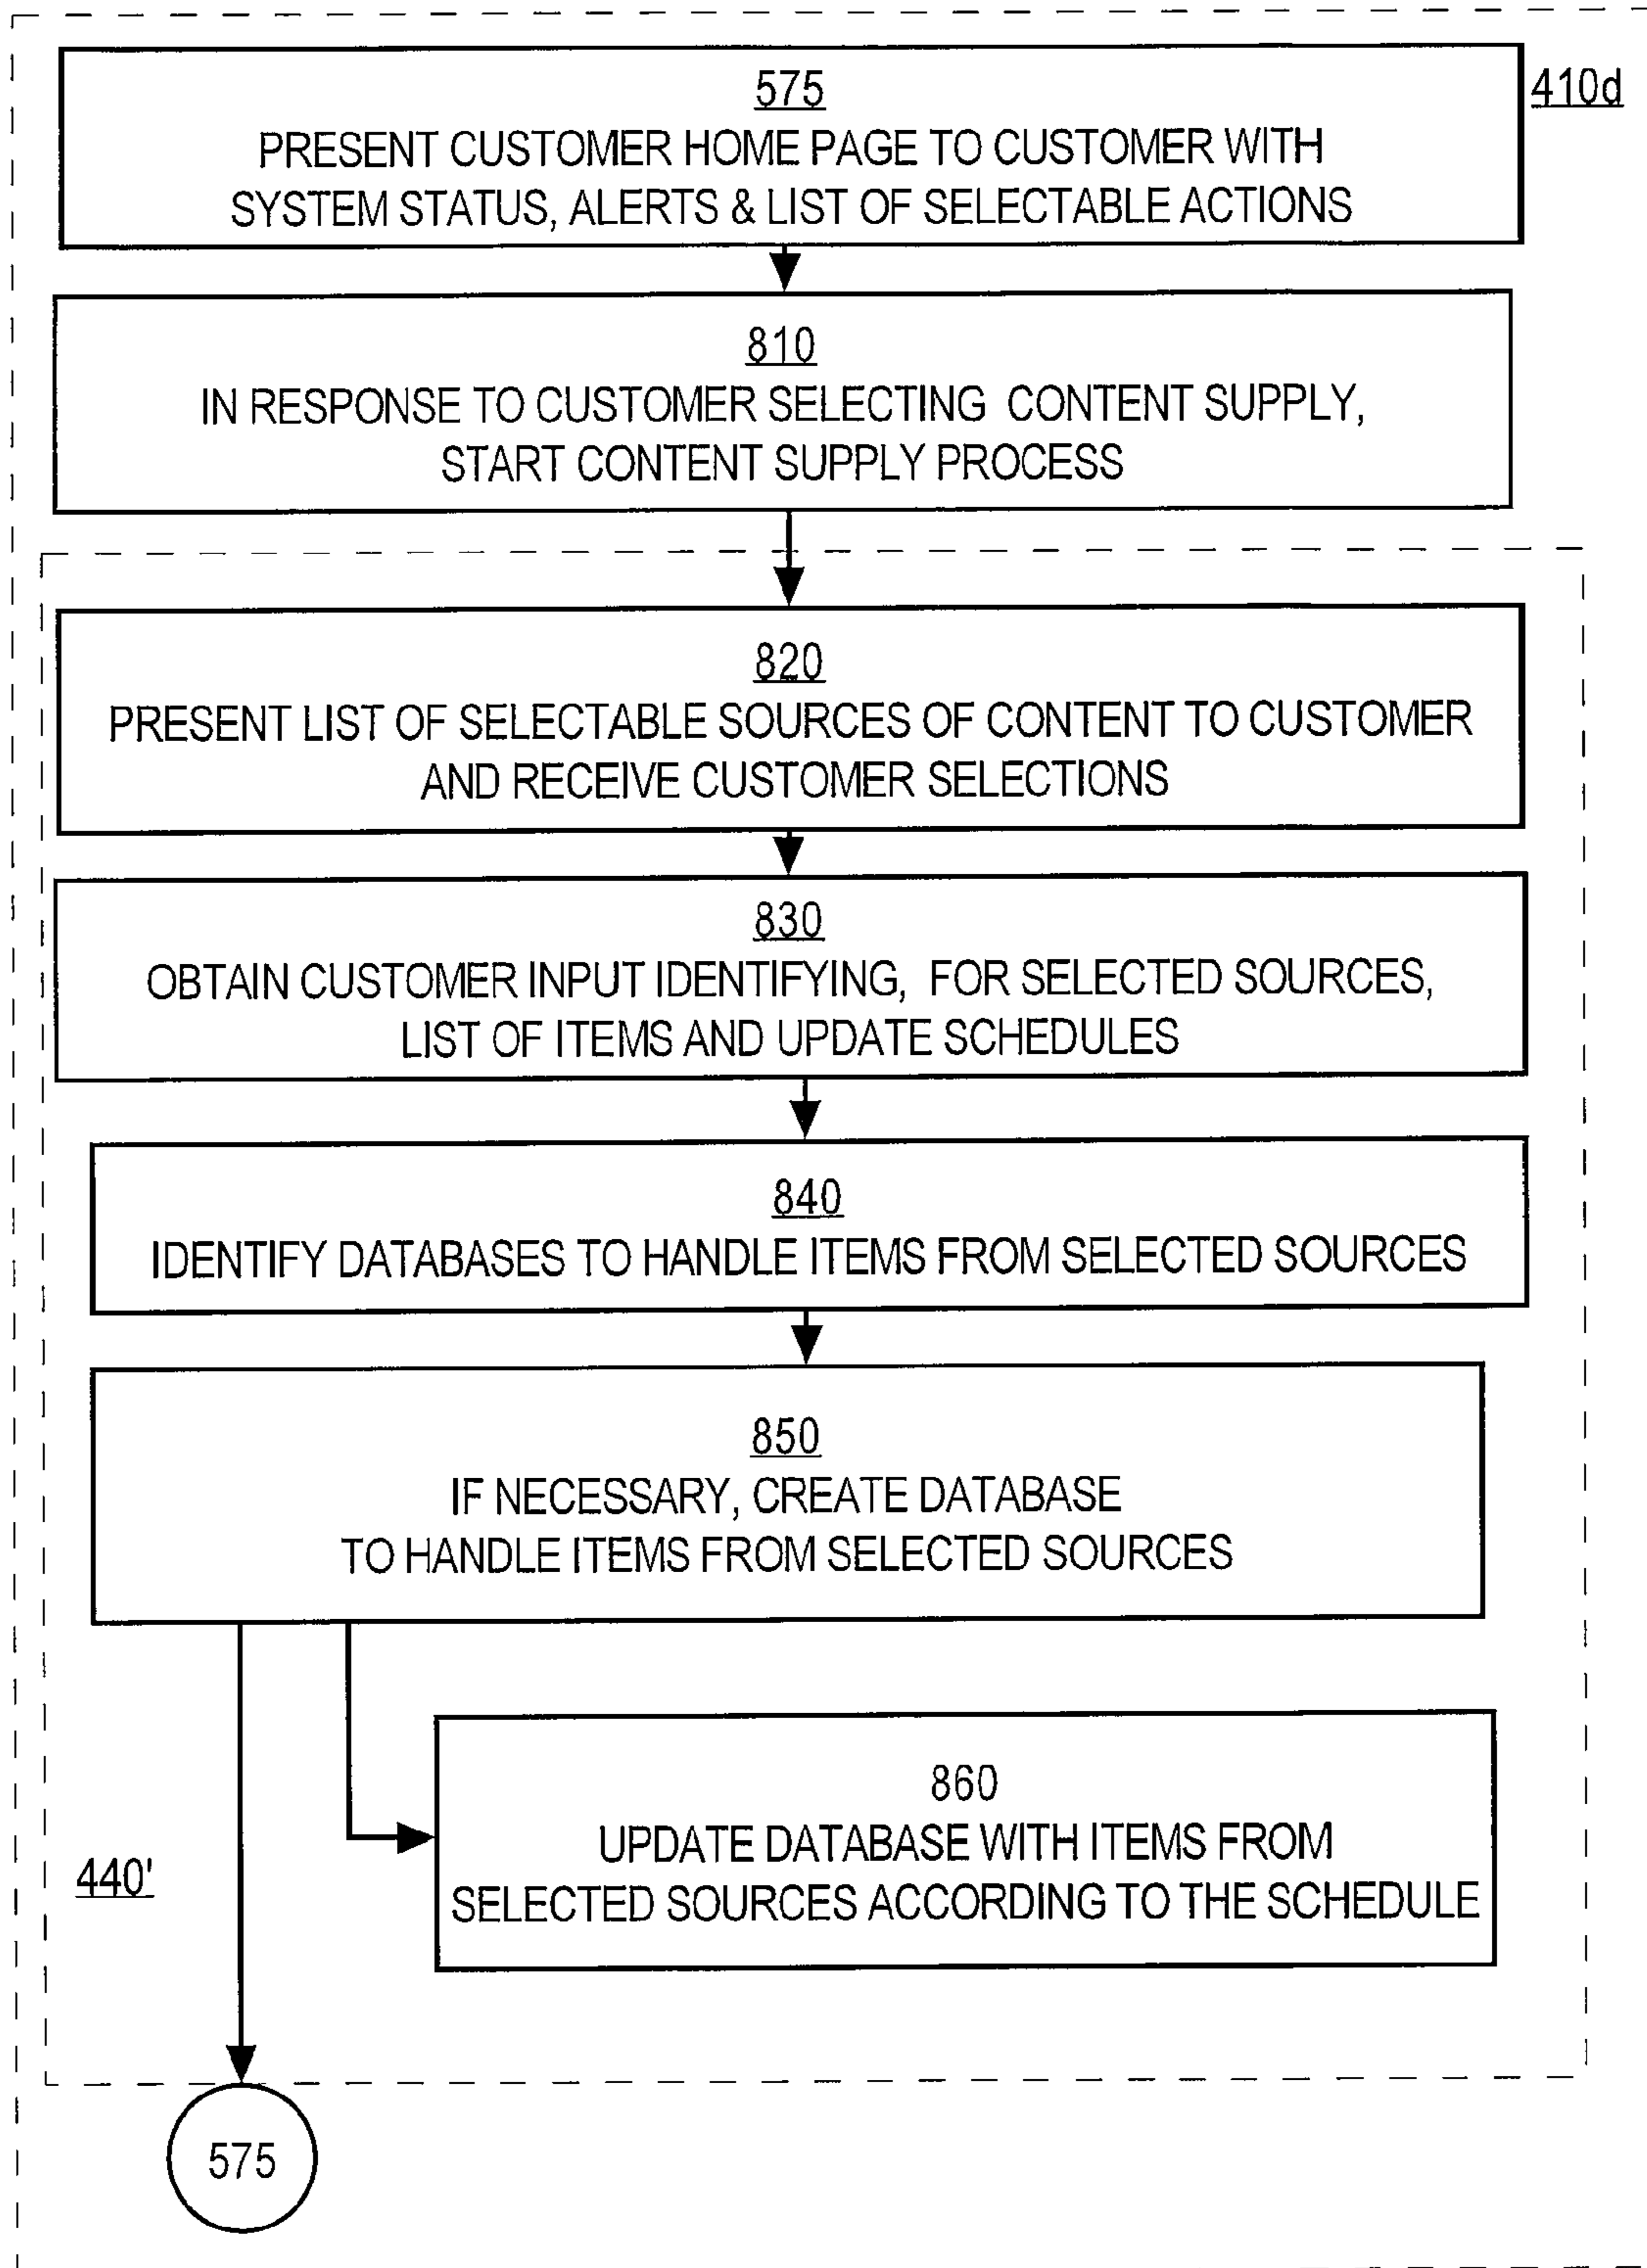 575
410d
PRESENT CUSTOMER HOME PAGE TO CUSTOMER WITH
SYSTEM STATUS, ALERTS & LIST OF SELECTABLE ACTIONS
810
IN RESPONSE TO CUSTOMER SELECTING CONTENT SUPPLY,
START CONTENT SUPPLY PROCESS
820
PRESENT LIST OF SELECTABLE SOURCES OF CONTENT TO CUSTOMER
AND RECEIVE CUSTOMER SELECTIONS
830
OBTAIN CUSTOMER INPUT IDENTIFYING, FOR SELECTED SOURCES,
LIST OF ITEMS AND UPDATE SCHEDULES
840
IDENTIFY DATABASES TO HANDLE ITEMS FROM SELECTED SOURCES
850
IF NECESSARY, CREATE DATABASE
TO HANDLE ITEMS FROM SELECTED SOURCES
860
UPDATE DATABASE WITH ITEMS FROM
SELECTED SOURCES ACCORDING TO THE SCHEDULE
440'
575